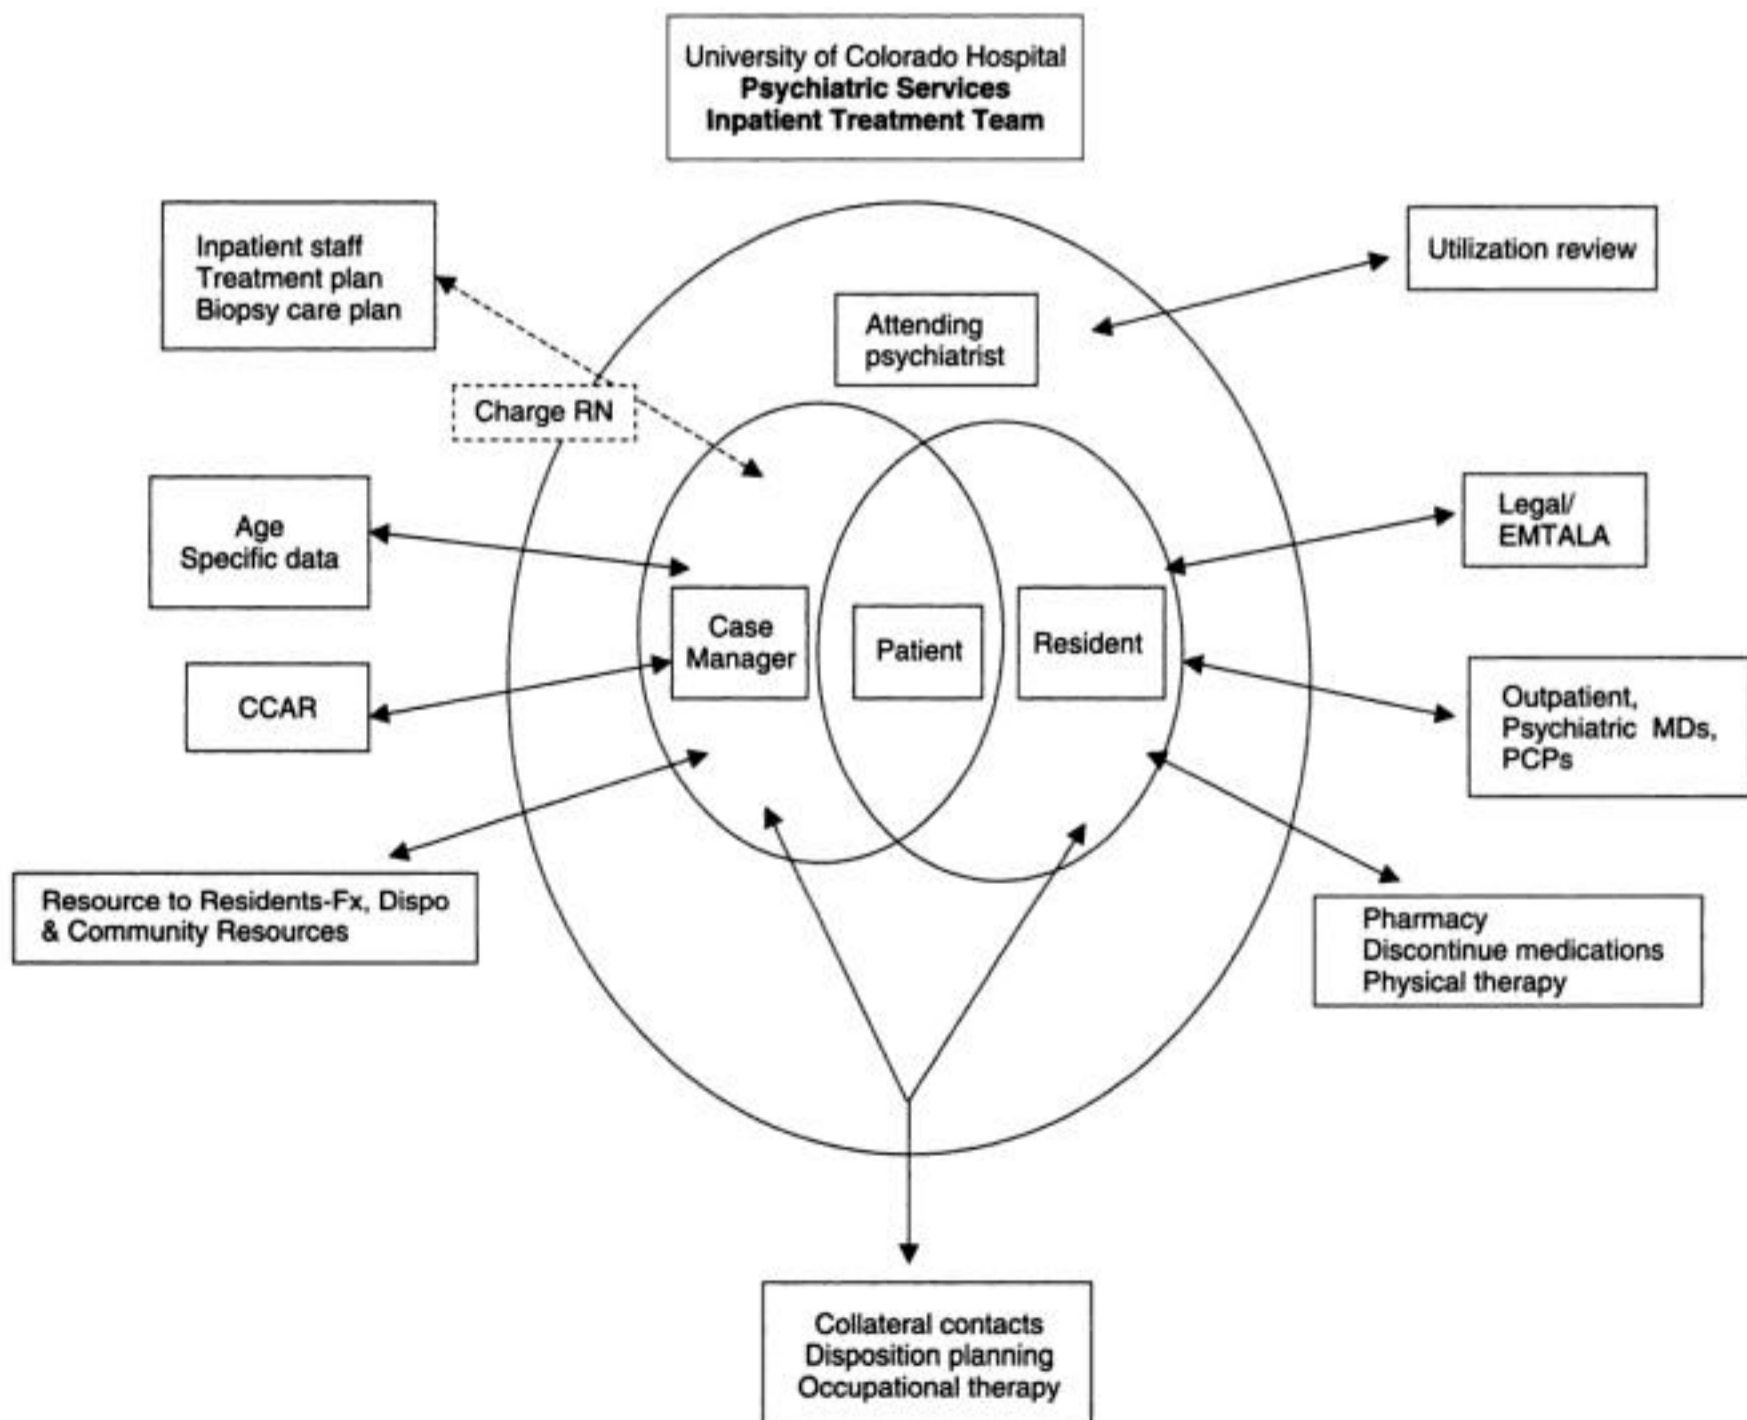 University of Colorado Hospital
Psychiatric Services
Inpatient Treatment Team
Inpatient staff
Treatment plan
Biopsy care plan
Utilization review
Attending
psychiatrist
Charge RN
Age
Specific data
Legal/
EMTALA
Case
Manager
Patient
Resident
CCAR
Outpatient,
Psychiatric MDs,
PCPs
Resource to Residents-Fx, Dispo
& Community Resources
Pharmacy
Discontinue medications
Physical therapy
Collateral contacts
Disposition planning
Occupational therapy